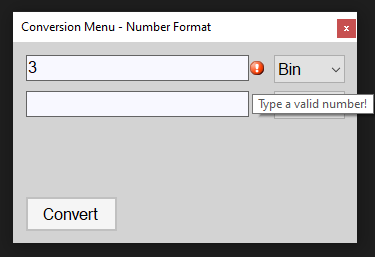 Conversion Menu - Number Format
x
3
Bin
Type a valid number!
Convert